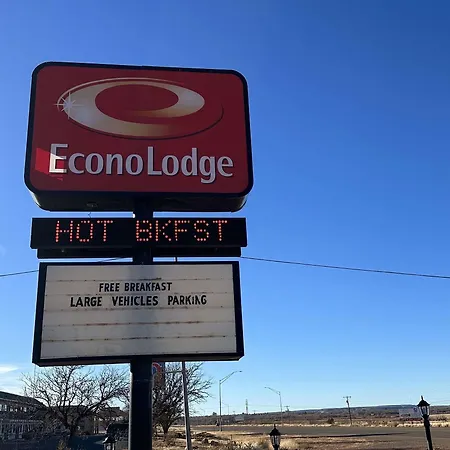 EconoLodge
HOT BKFST
FREE BREAKFAST
LARGE VEHICLES PARKING